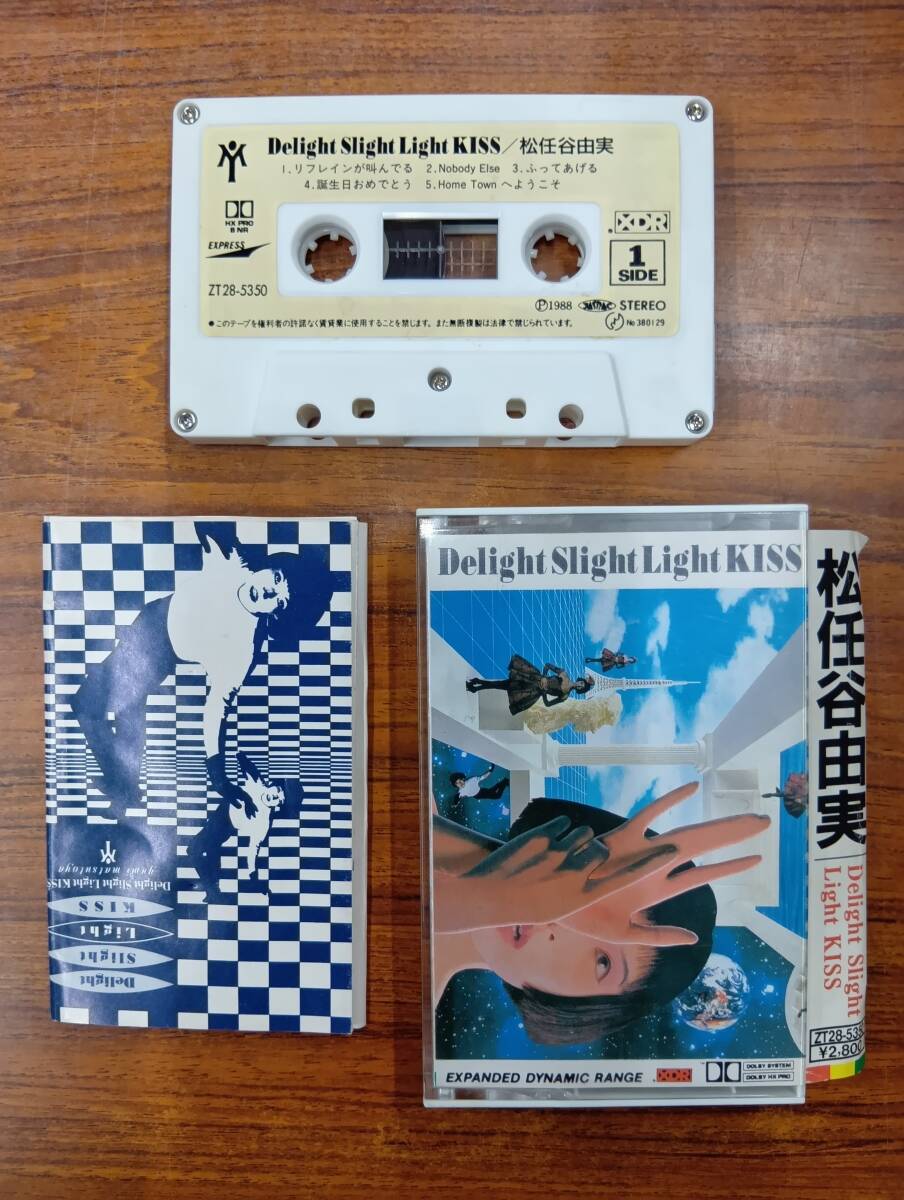 Delight Slight Light KISS／松任谷由実
1.リフレインが叫んでる 2.Nobody Else 3.ふってあげる
4.誕生日おめでとう 5.Home Town へようこそ
HX PRO
B NR
EXPRESS
XDR
1
SIDE
ZT28-5350
Ⓟ1988 STEREO
●このテープを権利者の許諾なく賃貸業に使用することを禁じます。また無断複製は法律で禁じられています。
No 380129
yumi matsutoya
Delight Slight Light KISS
KISS
Light
Slight
Delight
Delight Slight Light KISS
EXPANDED DYNAMIC RANGE XDR
DOLBY SYSTEM
DOLBY HX PRO
松任谷由実
Delight Slight
Light KISS
ZT28-535
¥2,800